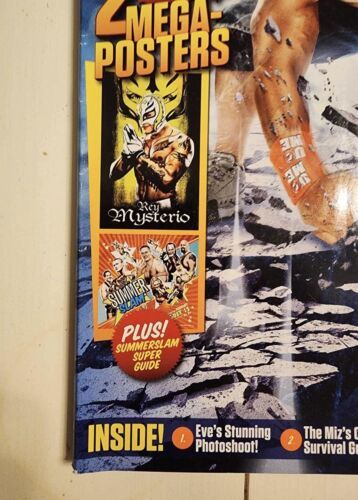 2
MEGA-
POSTERS
Rey
Mysterio
SUMMER
SLAM
PLUS!
SUMMERSLAM
SUPER
GUIDE
INSIDE!
1. Eve's Stunning
Photoshoot!
2 The Miz's
Survival